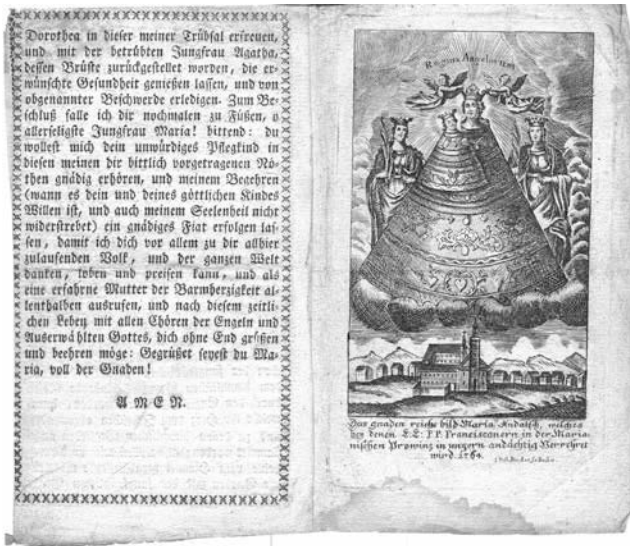 Dorothea in dieser meiner Trübsal erfreuen,
und mit der betrübten Jungfrau Agatha,
dessen Brüste zurückgestellet worden, die er-
wünschte Gesundheit genießen lassen, und von
obgenannter Beschwerde erledigen. Zum Be-
schluß falle ich dir nochmalen zu Füßen, o
allerseligste Jungfrau Maria! bittend: du
wollest mich dein unwürdiges Pflegkind in
diesen meinen dir bittlich vorgetragenen Nö-
then gnädig erhören, und meinem Begehren
(wann es dein und deines göttlichen Kindes
Willen ist, und auch meinem Seelenheil nicht
widerstrebet) ein gnädiges Fiat erfolgen las-
sen, damit ich dich vor allem zu dir allhier
zulaufenden Volk, und der ganzen Welt
danken, loben und preisen kann, und als
eine erfahrne Mutter der Barmherzigkeit al-
lenthalben ausrufen, und nach diesem zeitli-
chen Leben mit allen Chören der Engeln und
Auserwählten Gottes, dich ohne End grüßen
und beehren möge: Gegrüßet seyest du Ma-
ria, voll der Gnaden!
AMEN.
Regina Angelorum
Das gnaden reiche bild Maria Andatsch, welches
bey denen E.E: P.P. Franciscanern in der Maria-
nischen Provinz in ungern andächtig Verrehret
wird. 1764.